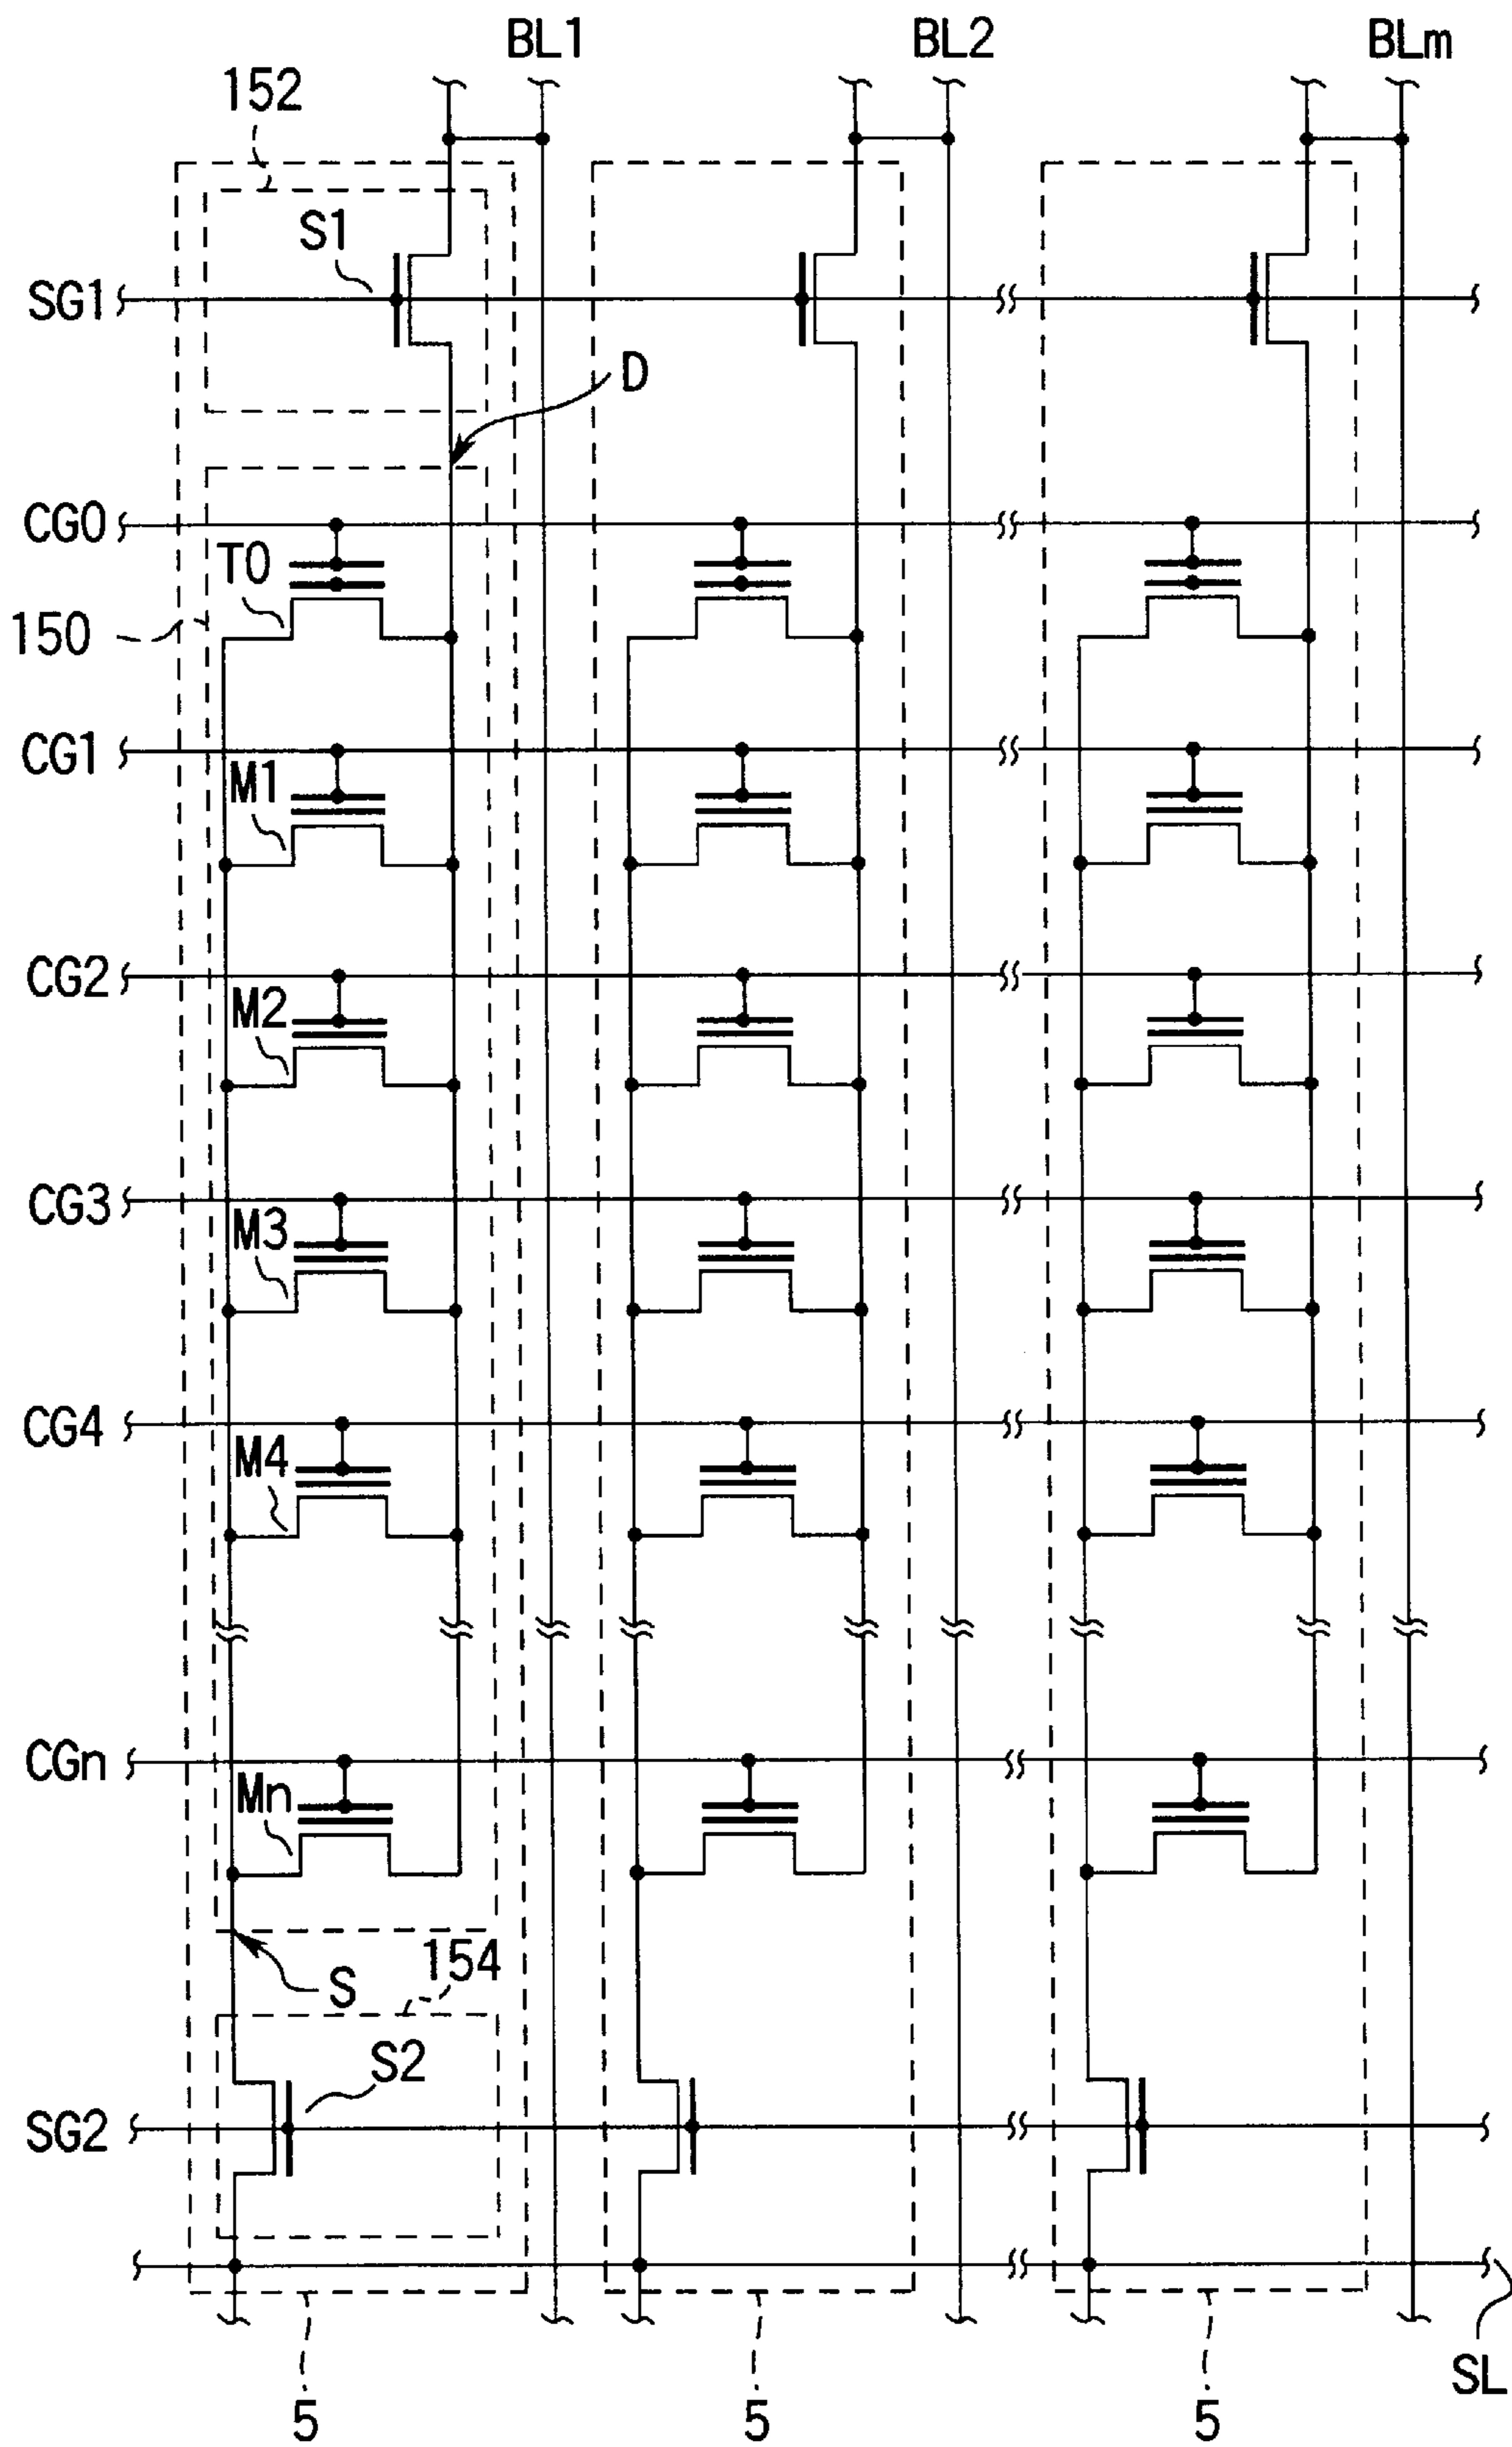 BL1 BL2 BLm
152
S1
SG1
D
CG0
T0
150
CG1
M1
CG2
M2
CG3
M3
CG4
M4
CGn
Mn
154
S
S2
SG2
SL
5 5 5